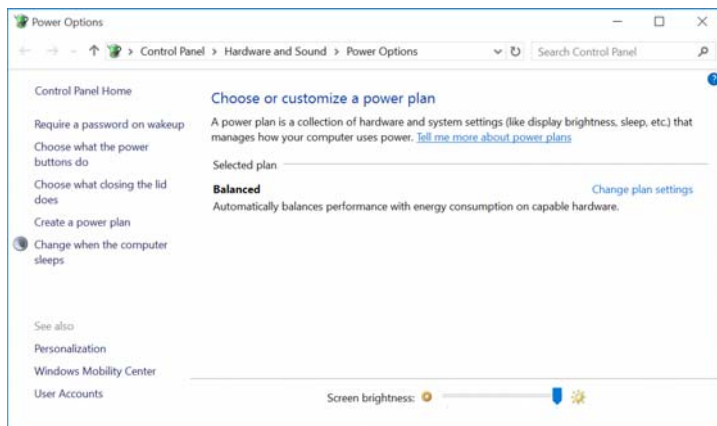 Power Options
Control Panel > Hardware and Sound > Power Options
Search Control Panel
?
Control Panel Home
Require a password on wakeup
Choose what the power
buttons do
Choose what closing the lid
does
Create a power plan
Change when the computer
sleeps
See also
Personalization
Windows Mobility Center
User Accounts
Choose or customize a power plan
A power plan is a collection of hardware and system settings (like display brightness, sleep, etc.) that
manages how your computer uses power. Tell me more about power plans
Selected plan
Balanced Change plan settings
Automatically balances performance with energy consumption on capable hardware.
Screen brightness: